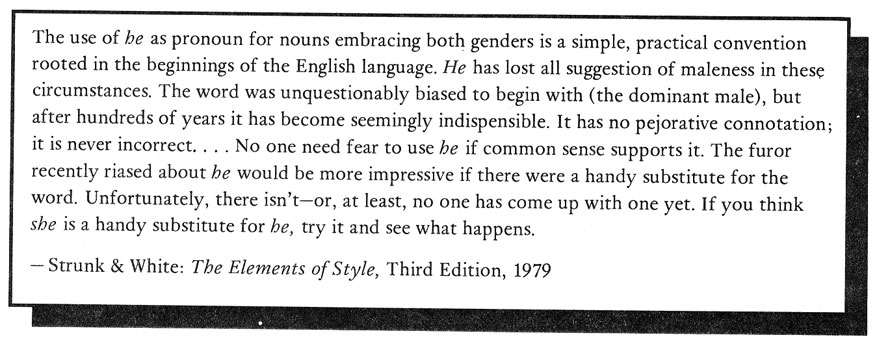 The use of he as pronoun for nouns embracing both genders is a simple, practical convention
rooted in the beginnings of the English language. He has lost all suggestion of maleness in these
circumstances. The word was unquestionably biased to begin with (the dominant male), but
after hundreds of years it has become seemingly indispensible. It has no pejorative connotation;
it is never incorrect. . . . No one need fear to use he if common sense supports it. The furor
recently riased about he would be more impressive if there were a handy substitute for the
word. Unfortunately, there isn't—or, at least, no one has come up with one yet. If you think
she is a handy substitute for he, try it and see what happens.
— Strunk & White: The Elements of Style, Third Edition, 1979